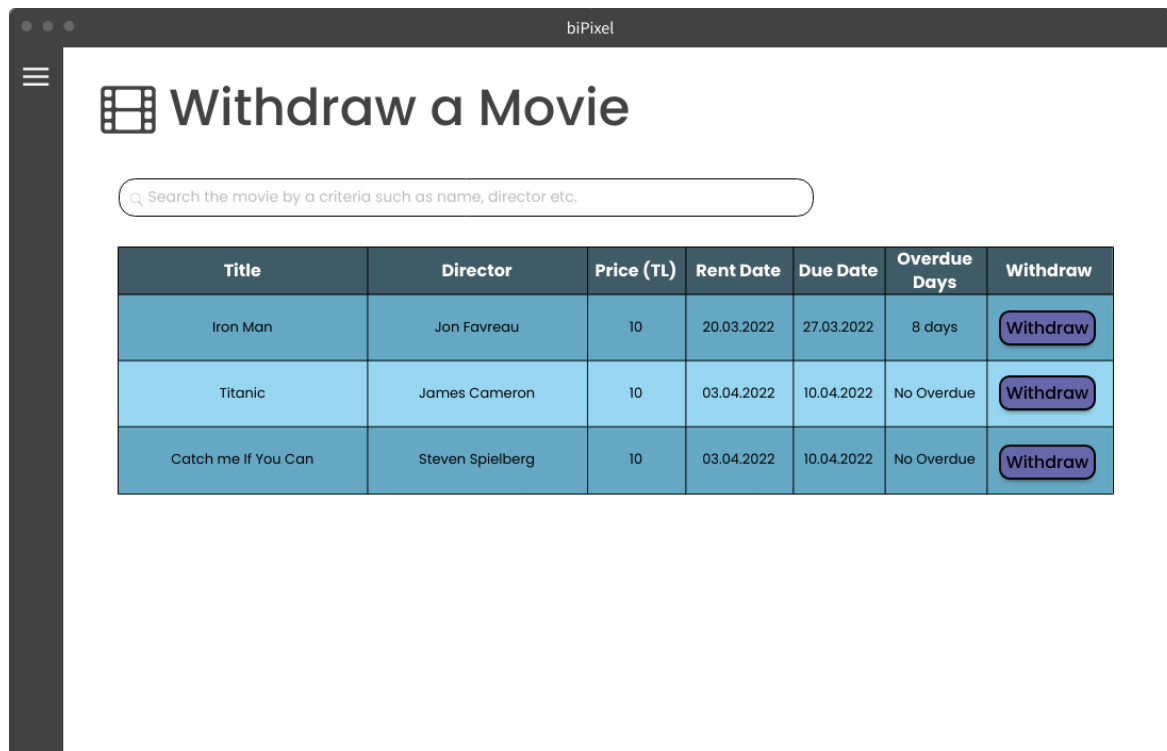 biPixel
Withdraw a Movie
Search the movie by a criteria such as name, director etc.
Title Director Price (TL) Rent Date Due Date Overdue Days Withdraw
Iron Man Jon Favreau 10 20.03.2022 27.03.2022 8 days Withdraw
Titanic James Cameron 10 03.04.2022 10.04.2022 No Overdue Withdraw
Catch me If You Can Steven Spielberg 10 03.04.2022 10.04.2022 No Overdue Withdraw